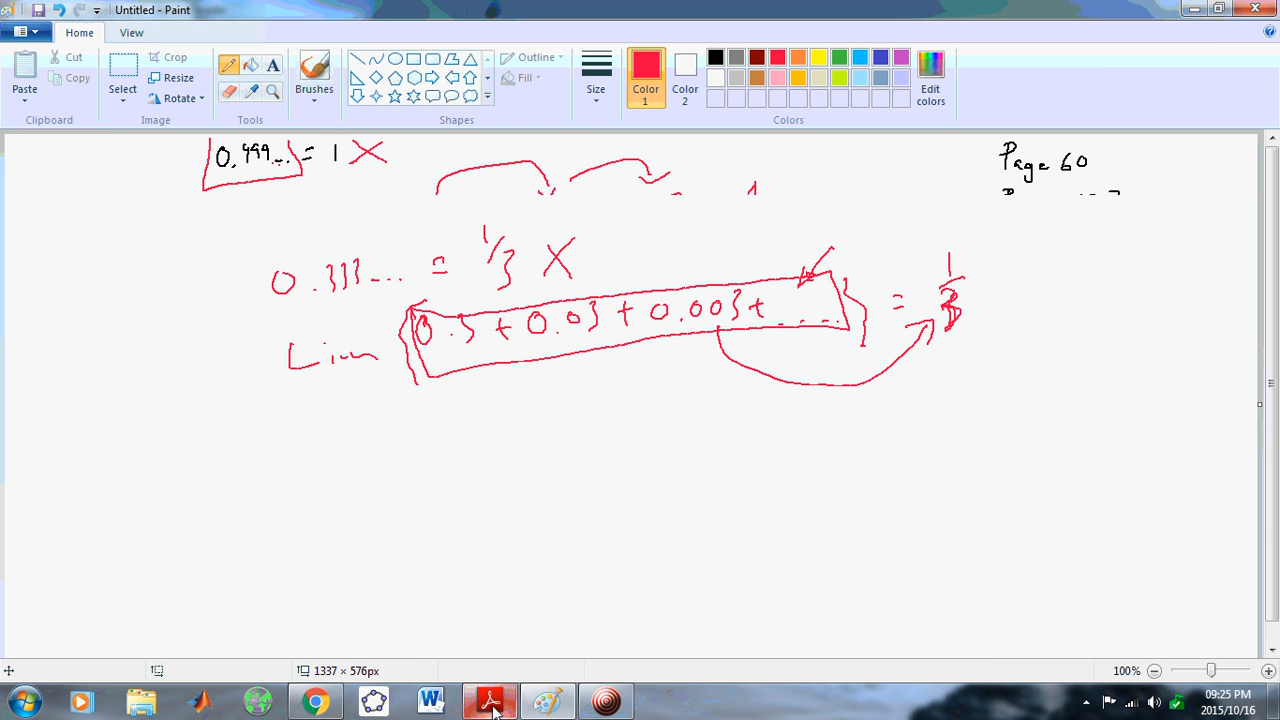 Untitled - Paint
Home View
Paste
Cut
Copy
Clipboard
Select
Crop
Resize
Rotate
Image
Tools
Brushes
Shapes
Outline
Fill
Size
Color 1
Color 2
Edit colors
Colors
0.999... = 1 X
Page 60
0.333... = 1/3 X
Lim {0.3 + 0.03 + 0.003 + ....} = 1/3
1337 × 576px
100%
09:25 PM
2015/10/16